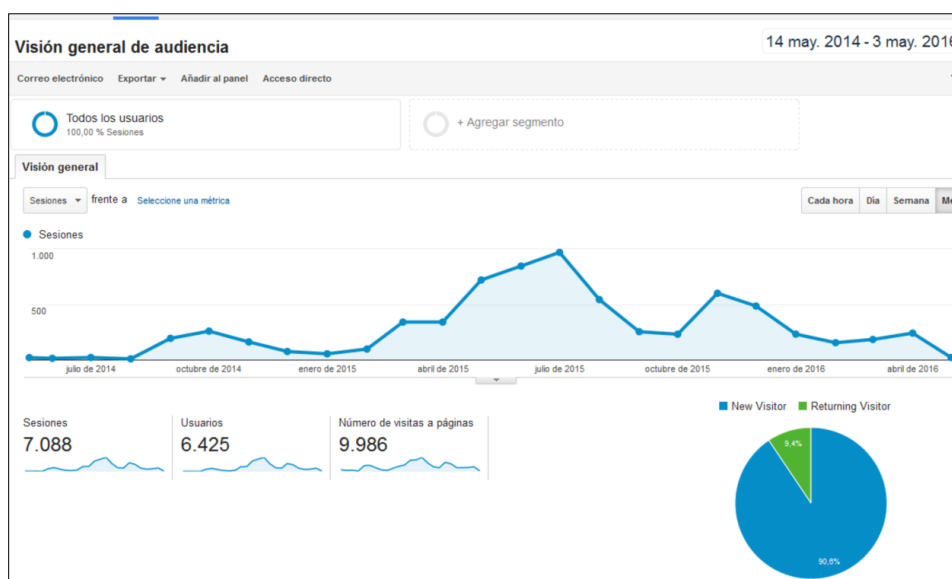 Visión general de audiencia
14 may. 2014 - 3 may. 2016
Correo electrónico Exportar Añadir al panel Acceso directo
Todos los usuarios
100,00 % Sesiones
+ Agregar segmento
Visión general
Sesiones frente a Seleccione una métrica
Cada hora Día Semana
Sesiones
1.000
500
julio de 2014 octubre de 2014 enero de 2015 abril de 2015 julio de 2015 octubre de 2015 enero de 2016 abril de 2016
New Visitor Returning Visitor
Sesiones Usuarios Número de visitas a páginas
7.088 6.425 9.986
9,4%
90,6%